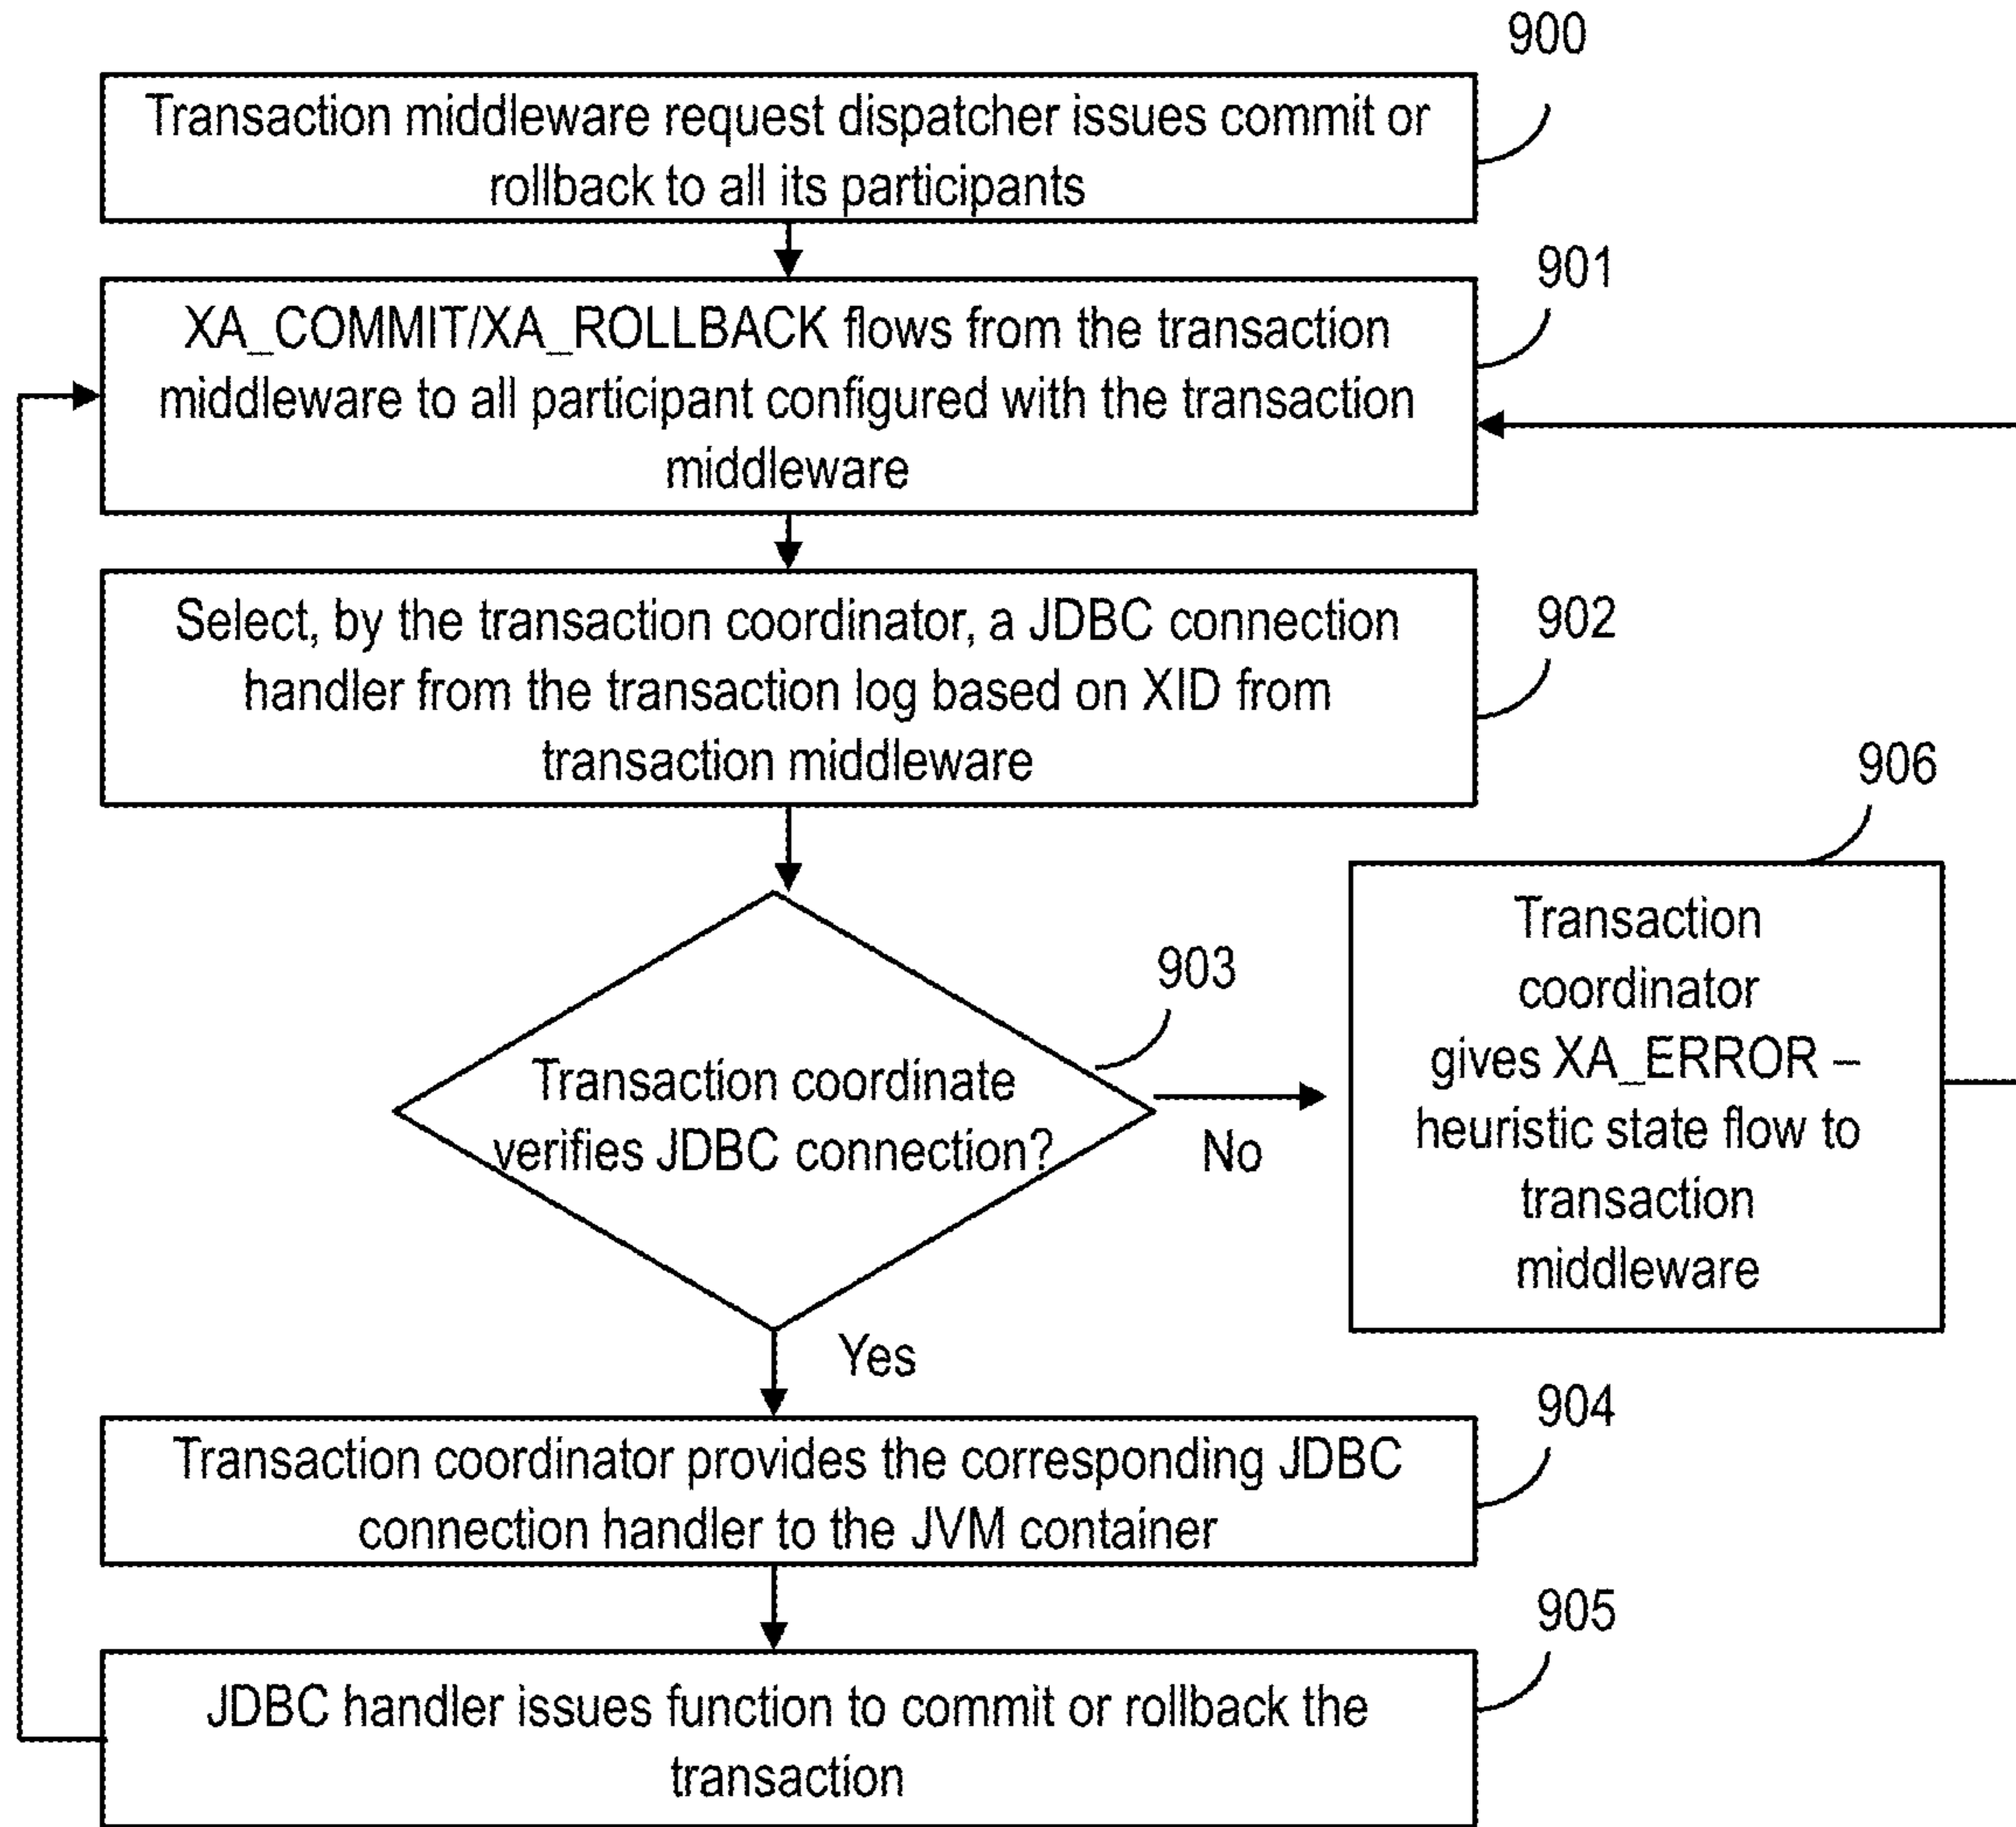 900
Transaction middleware request dispatcher issues commit or
rollback to all its participants
901
XA_COMMIT/XA_ROLLBACK flows from the transaction
middleware to all participant configured with the transaction
middleware
902
Select, by the transaction coordinator, a JDBC connection
handler from the transaction log based on XID from
transaction middleware
903
Transaction coordinate
verifies JDBC connection?
No
906
Transaction
coordinator
gives XA_ERROR –
heuristic state flow to
transaction
middleware
Yes
904
Transaction coordinator provides the corresponding JDBC
connection handler to the JVM container
905
JDBC handler issues function to commit or rollback the
transaction